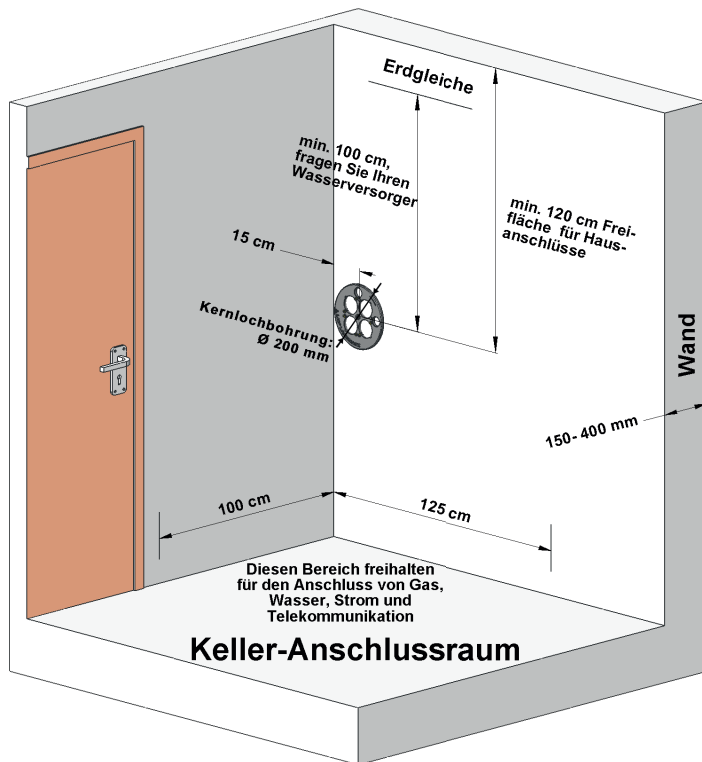 Erdgleiche
min. 100 cm,
fragen Sie Ihren
Wasserversorger
min. 120 cm Frei-
fläche für Haus-
anschlüsse
15 cm
Kernlochbohrung:
Ø 200 mm
Wand
150-400 mm
100 cm
125 cm
Diesen Bereich freihalten
für den Anschluss von Gas,
Wasser, Strom und
Telekommunikation
Keller-Anschlussraum